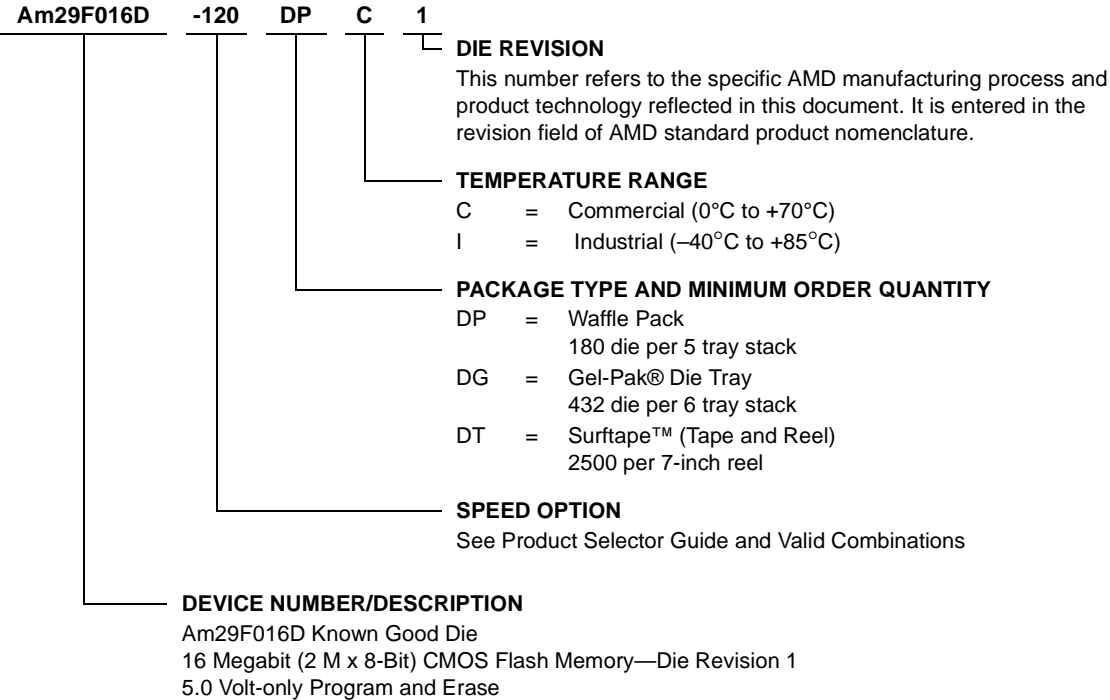 Am29F016D -120 DP C 1
DIE REVISION
This number refers to the specific AMD manufacturing process and
product technology reflected in this document. It is entered in the
revision field of AMD standard product nomenclature.
TEMPERATURE RANGE
C = Commercial (0°C to +70°C)
I = Industrial (–40°C to +85°C)
PACKAGE TYPE AND MINIMUM ORDER QUANTITY
DP = Waffle Pack
180 die per 5 tray stack
DG = Gel-Pak® Die Tray
432 die per 6 tray stack
DT = Surftape™ (Tape and Reel)
2500 per 7-inch reel
SPEED OPTION
See Product Selector Guide and Valid Combinations
DEVICE NUMBER/DESCRIPTION
Am29F016D Known Good Die
16 Megabit (2 M x 8-Bit) CMOS Flash Memory—Die Revision 1
5.0 Volt-only Program and Erase